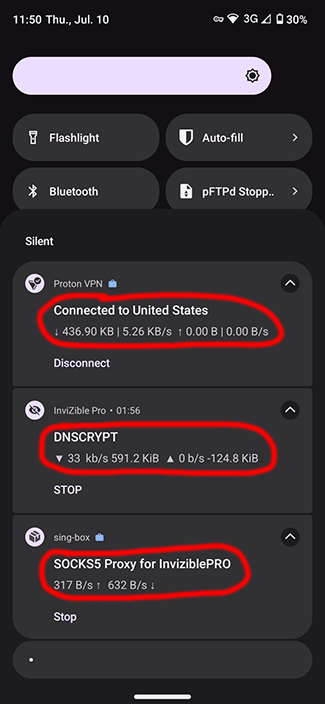 11:50 Thu., Jul. 10 3G 30%
Flashlight Auto-fill
Bluetooth pFTPd Stopp..
Silent
Proton VPN
Connected to United States
↓ 436.90 KB | 5.26 KB/s ↑ 0.00 B | 0.00 B/s
Disconnect
InviZible Pro • 01:56
DNSCRYPT
▼ 33 kb/s 591.2 KiB ▲ 0 b/s -124.8 KiB
STOP
sing-box
SOCKS5 Proxy for InviziblePRO
317 B/s ↑ 632 B/s ↓
Stop